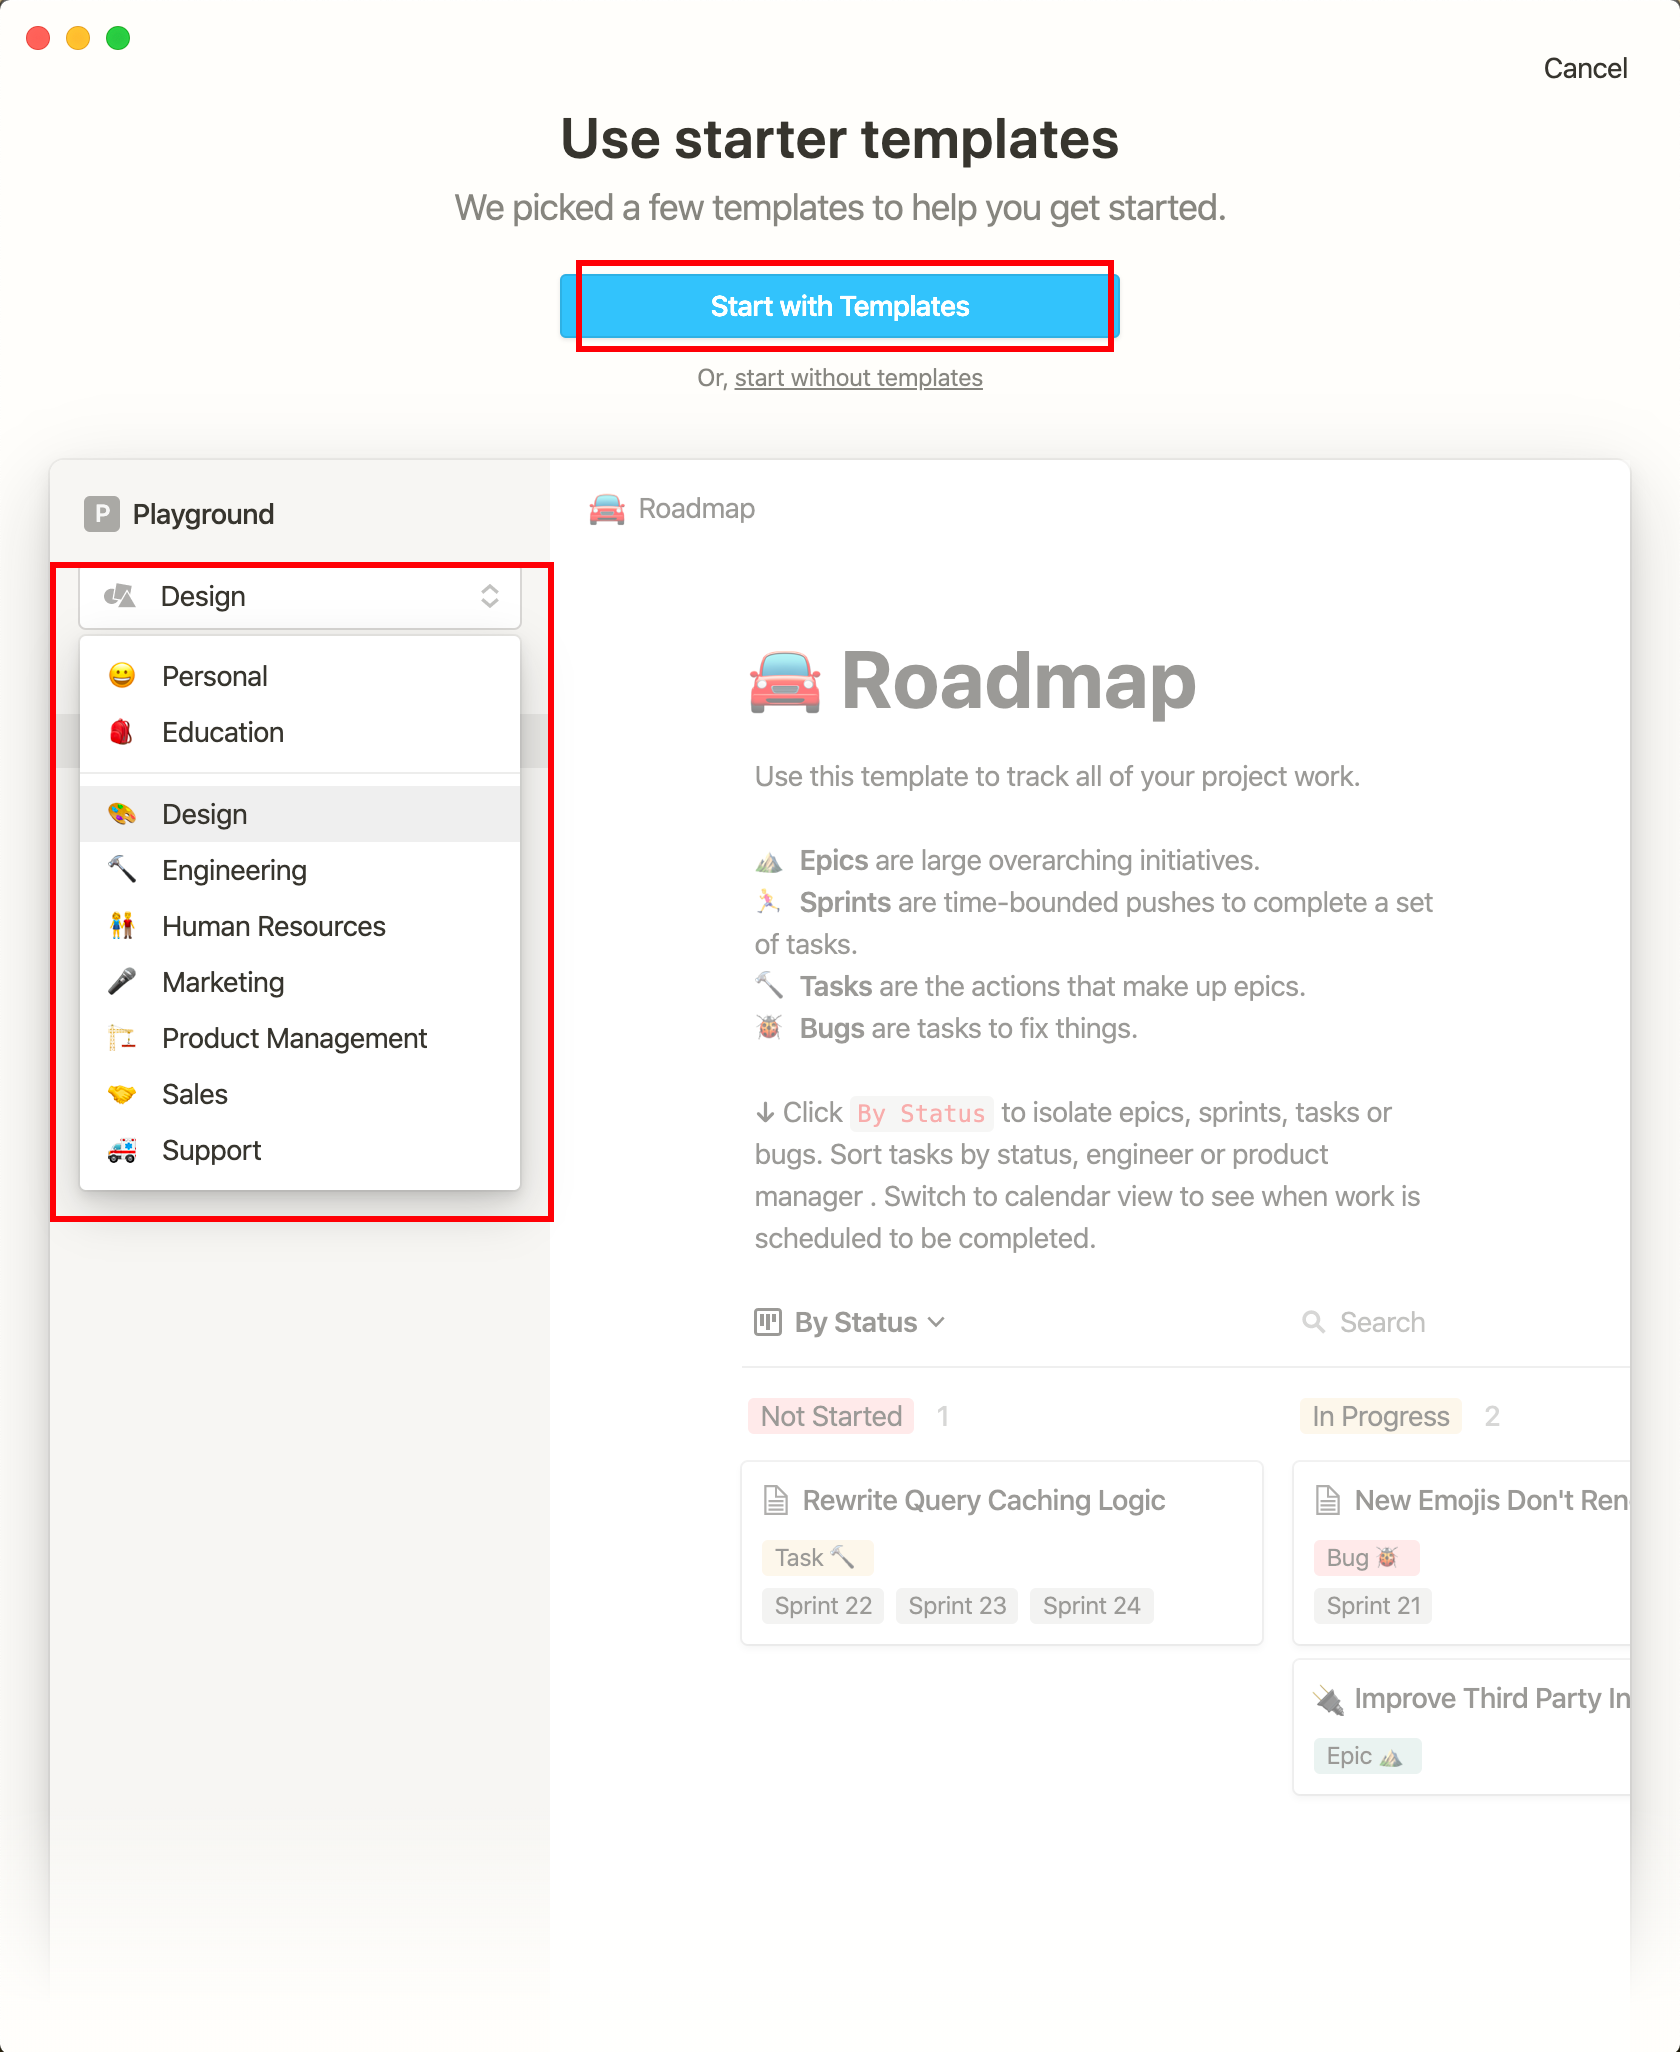 Cancel
Use starter templates
We picked a few templates to help you get started.
Start with Templates
Or, start without templates
P Playground
Design
Personal
Education
Design
Engineering
Human Resources
Marketing
Product Management
Sales
Support
Roadmap
Roadmap
Use this template to track all of your project work.
Epics are large overarching initiatives.
Sprints are time-bounded pushes to complete a set
of tasks.
Tasks are the actions that make up epics.
Bugs are tasks to fix things.
↓ Click By Status to isolate epics, sprints, tasks or
bugs. Sort tasks by status, engineer or product
manager . Switch to calendar view to see when work is
scheduled to be completed.
By Status
Search
Not Started 1
In Progress 2
Rewrite Query Caching Logic
Task
Sprint 22 Sprint 23 Sprint 24
New Emojis Don't Ren
Bug
Sprint 21
Improve Third Party In
Epic